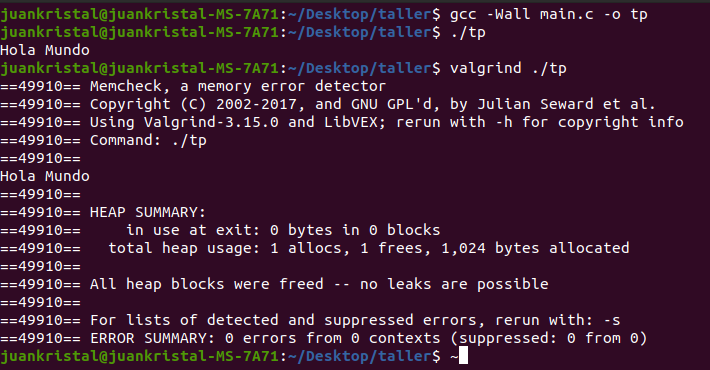 juankristal@juankristal-MS-7A71:~/Desktop/taller$ gcc -Wall main.c -o tp
juankristal@juankristal-MS-7A71:~/Desktop/taller$ ./tp
Hola Mundo
juankristal@juankristal-MS-7A71:~/Desktop/taller$ valgrind ./tp
==49910== Memcheck, a memory error detector
==49910== Copyright (C) 2002-2017, and GNU GPL'd, by Julian Seward et al.
==49910== Using Valgrind-3.15.0 and LibVEX; rerun with -h for copyright info
==49910== Command: ./tp
==49910==
Hola Mundo
==49910==
==49910== HEAP SUMMARY:
==49910==     in use at exit: 0 bytes in 0 blocks
==49910==   total heap usage: 1 allocs, 1 frees, 1,024 bytes allocated
==49910==
==49910== All heap blocks were freed -- no leaks are possible
==49910==
==49910== For lists of detected and suppressed errors, rerun with: -s
==49910== ERROR SUMMARY: 0 errors from 0 contexts (suppressed: 0 from 0)
juankristal@juankristal-MS-7A71:~/Desktop/taller$ ~